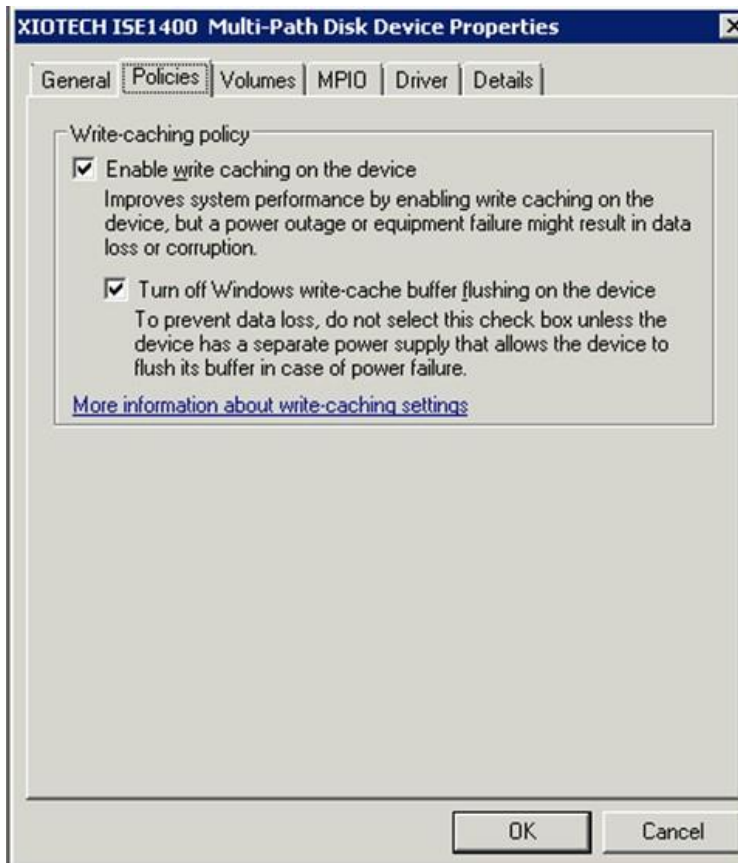 XIOTECH ISE1400 Multi-Path Disk Device Properties
General Policies Volumes MPIO Driver Details
Write-caching policy
Enable write caching on the device
Improves system performance by enabling write caching on the
device, but a power outage or equipment failure might result in data
loss or corruption.
Turn off Windows write-cache buffer flushing on the device
To prevent data loss, do not select this check box unless the
device has a separate power supply that allows the device to
flush its buffer in case of power failure.
More information about write-caching settings
OK Cancel